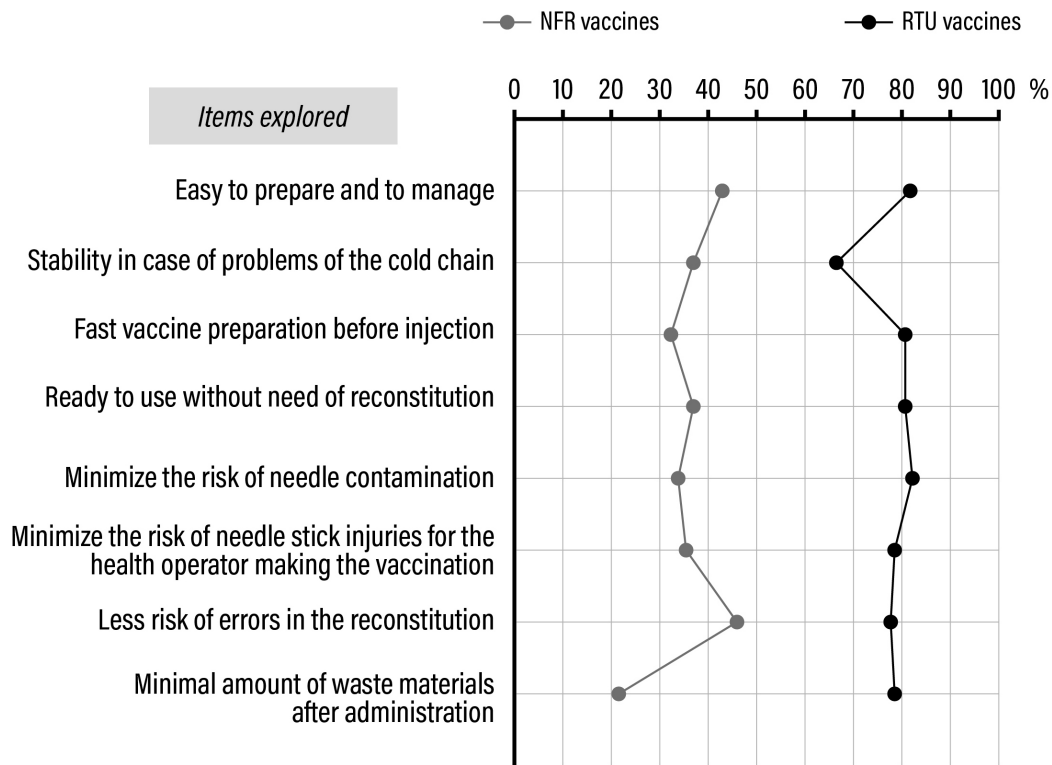 NFR vaccines
RTU vaccines
0 10 20 30 40 50 60 70 80 90 100 %
Items explored
Easy to prepare and to manage
Stability in case of problems of the cold chain
Fast vaccine preparation before injection
Ready to use without need of reconstitution
Minimize the risk of needle contamination
Minimize the risk of needle stick injuries for the
health operator making the vaccination
Less risk of errors in the reconstitution
Minimal amount of waste materials
after administration